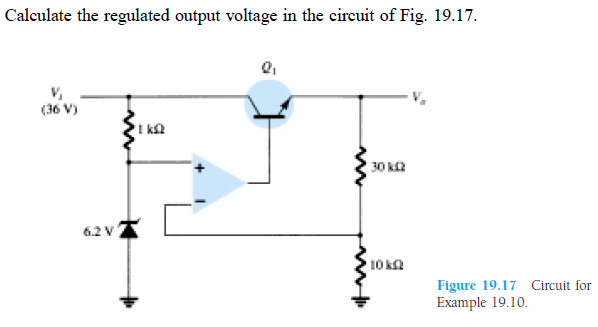 Calculate the regulated output voltage in the circuit of Fig. 19.17.
Q₁
Vᵢ
(36 V)
Vₒ
1 kΩ
+
30 kΩ
−
6.2 V
10 kΩ
Figure 19.17 Circuit for
Example 19.10.